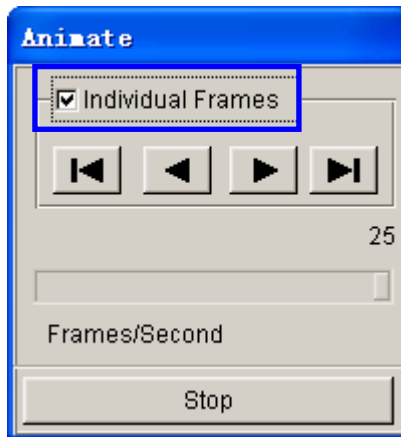 Animate
Individual Frames
25
Frames/Second
Stop